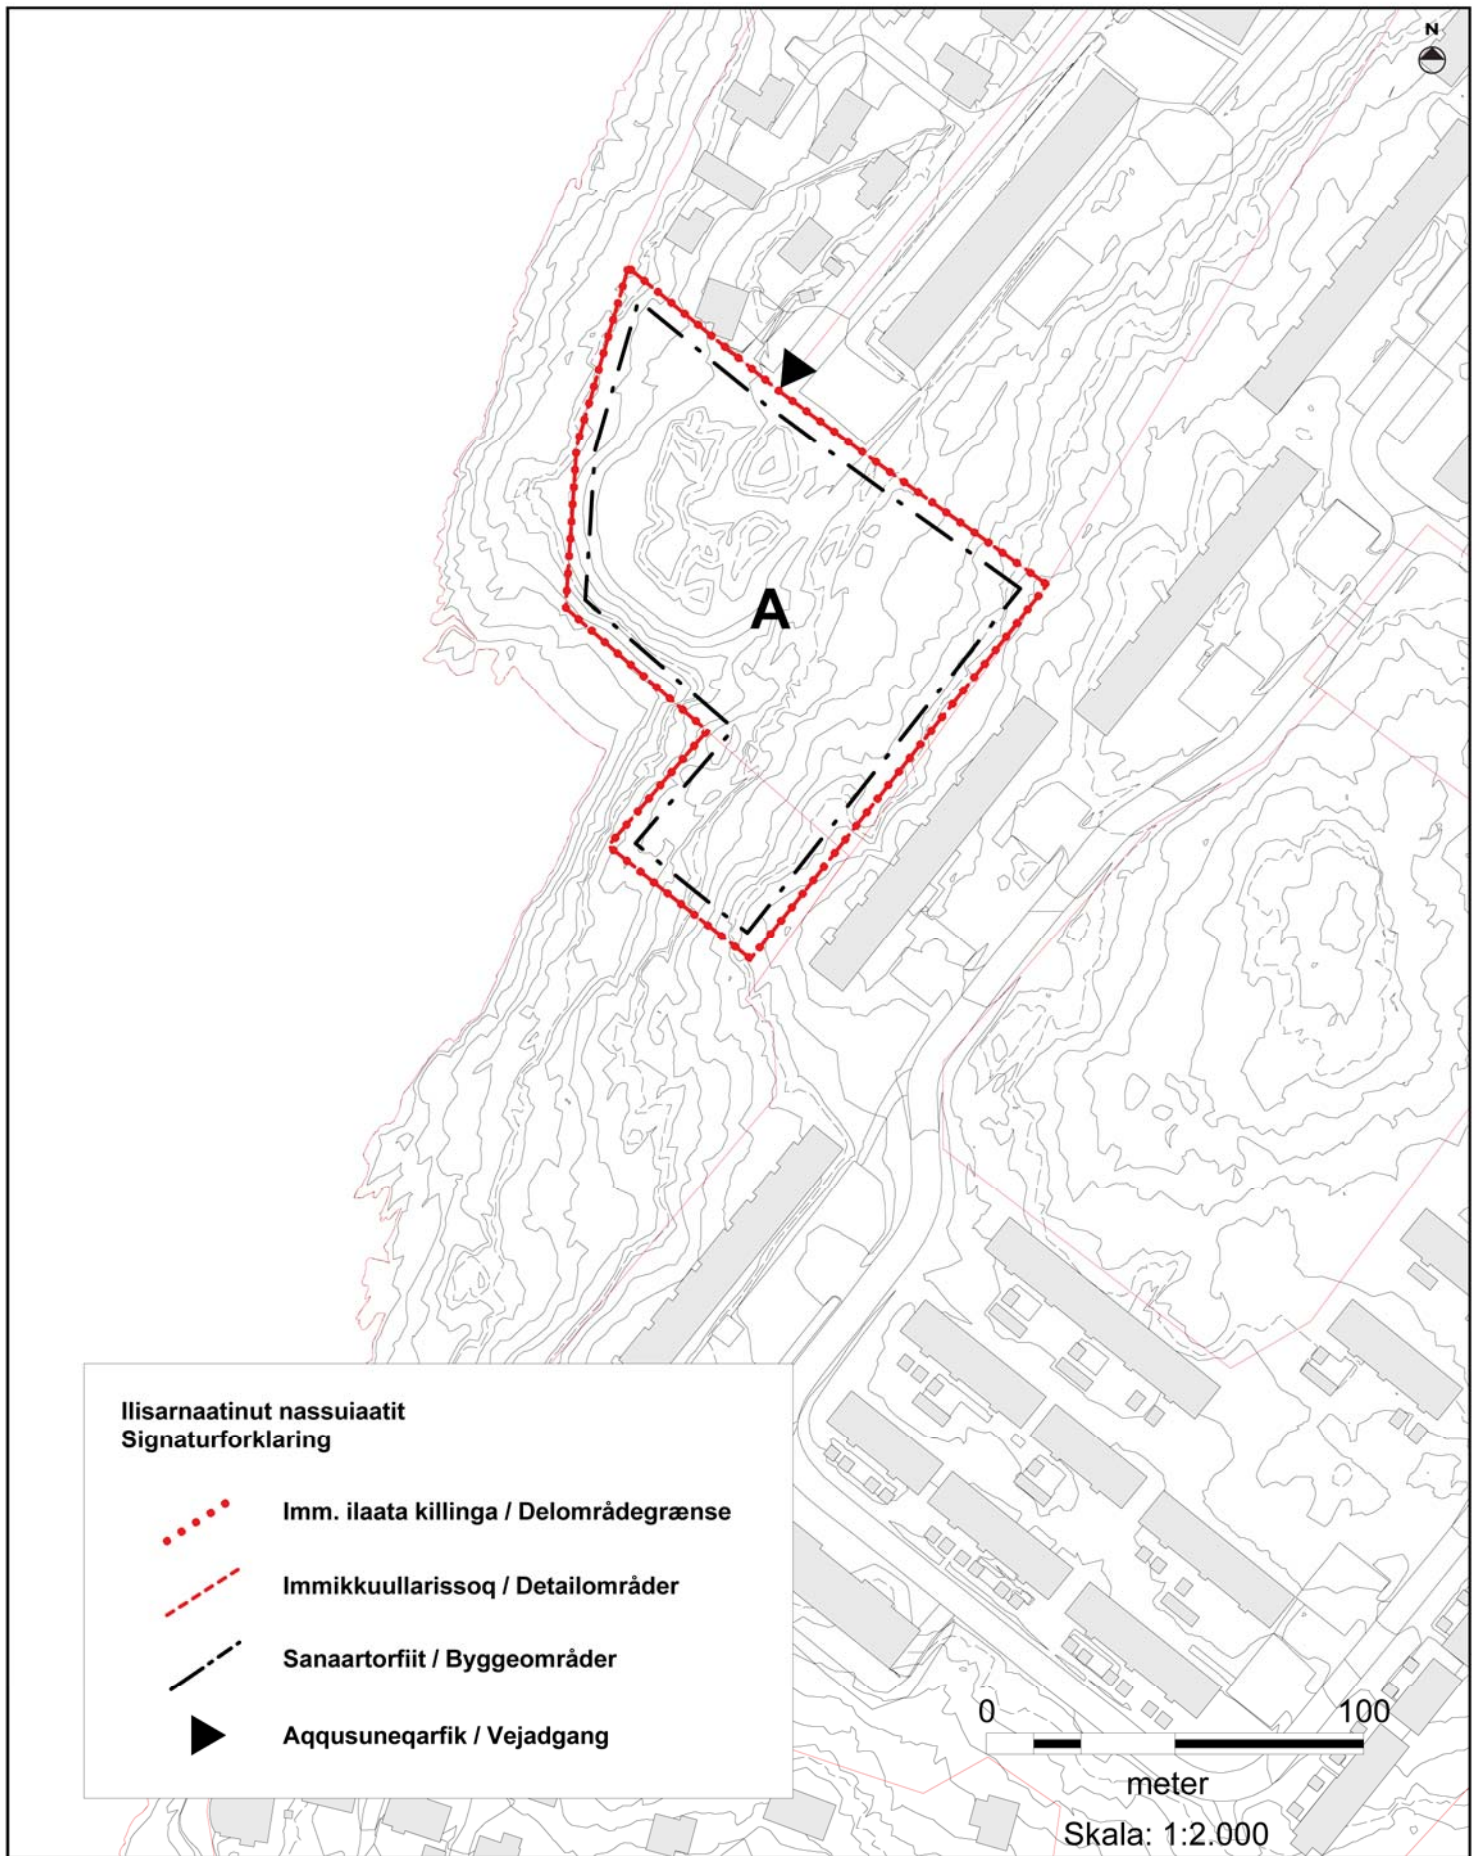 N
A
Ilisarnaatinut nassuiaatit
Signaturforklaring
Imm. ilaata killinga / Delområdegrænse
Immikkuullarissoq / Detailområder
Sanaartorfiit / Byggeområder
Aqqusuneqarfik / Vejadgang
0 100
meter
Skala: 1:2.000